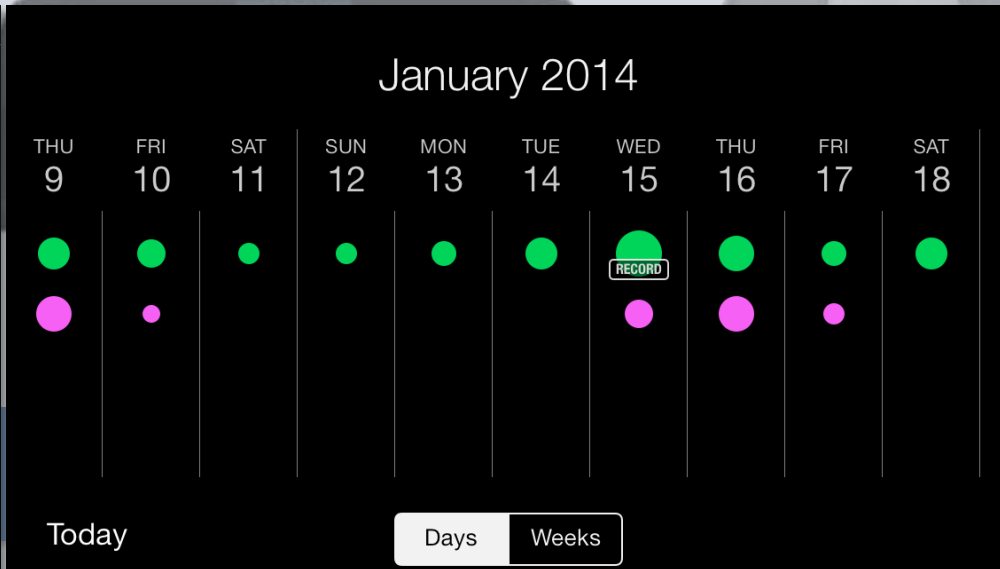 January 2014
THU FRI SAT SUN MON TUE WED THU FRI SAT
9 10 11 12 13 14 15 16 17 18
RECORD
Today Days Weeks